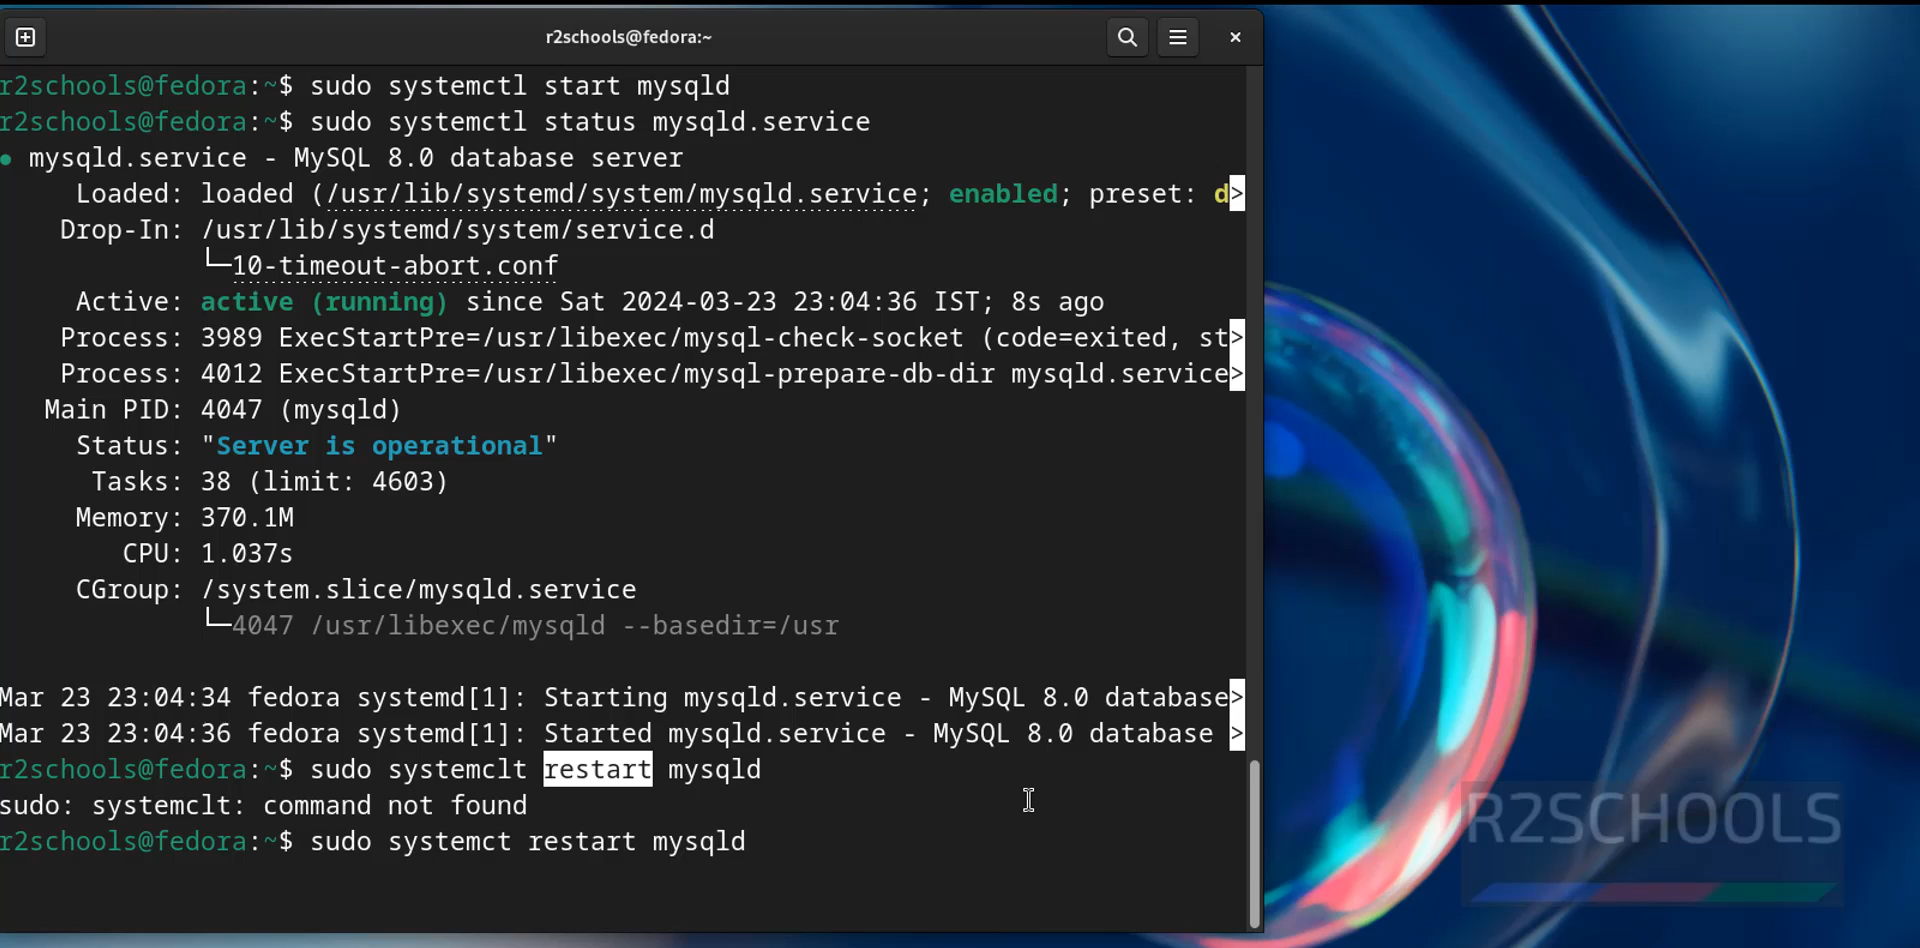 r2schools@fedora:~
r2schools@fedora:~$ sudo systemctl start mysqld
r2schools@fedora:~$ sudo systemctl status mysqld.service
● mysqld.service - MySQL 8.0 database server
     Loaded: loaded (/usr/lib/systemd/system/mysqld.service; enabled; preset: d>
    Drop-In: /usr/lib/systemd/system/service.d
             └─10-timeout-abort.conf
     Active: active (running) since Sat 2024-03-23 23:04:36 IST; 8s ago
    Process: 3989 ExecStartPre=/usr/libexec/mysql-check-socket (code=exited, st>
    Process: 4012 ExecStartPre=/usr/libexec/mysql-prepare-db-dir mysqld.service>
   Main PID: 4047 (mysqld)
     Status: "Server is operational"
      Tasks: 38 (limit: 4603)
     Memory: 370.1M
        CPU: 1.037s
     CGroup: /system.slice/mysqld.service
             └─4047 /usr/libexec/mysqld --basedir=/usr
Mar 23 23:04:34 fedora systemd[1]: Starting mysqld.service - MySQL 8.0 database>
Mar 23 23:04:36 fedora systemd[1]: Started mysqld.service - MySQL 8.0 database >
r2schools@fedora:~$ sudo systemclt restart mysqld
sudo: systemclt: command not found
r2schools@fedora:~$ sudo systemct restart mysqld
R2SCHOOLS